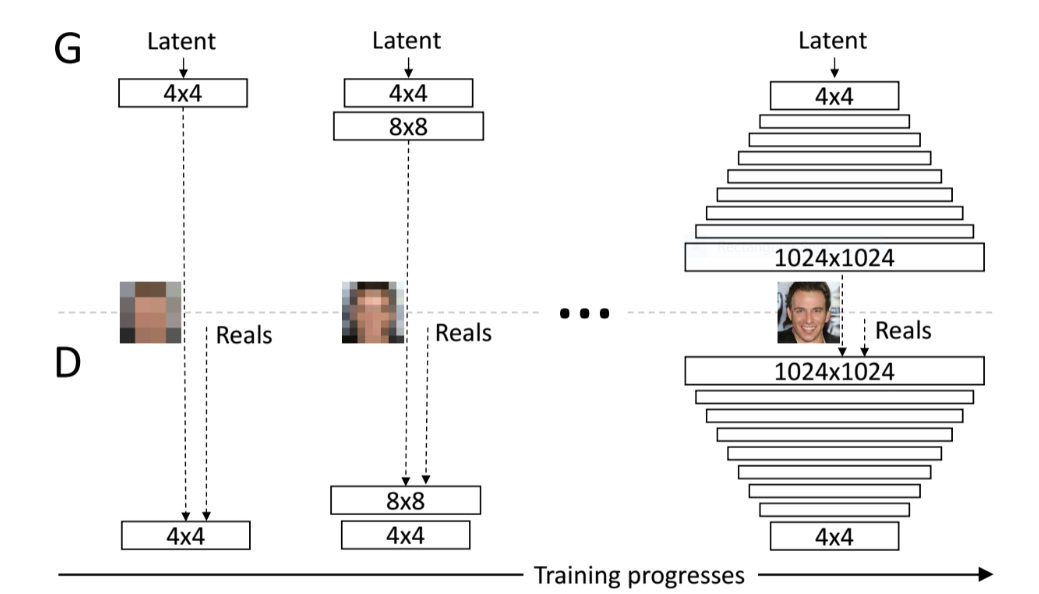 G
Latent
Latent
Latent
4x4
4x4
4x4
8x8
1024x1024
...
Reals
Reals
Reals
D
1024x1024
8x8
4x4
4x4
4x4
Training progresses